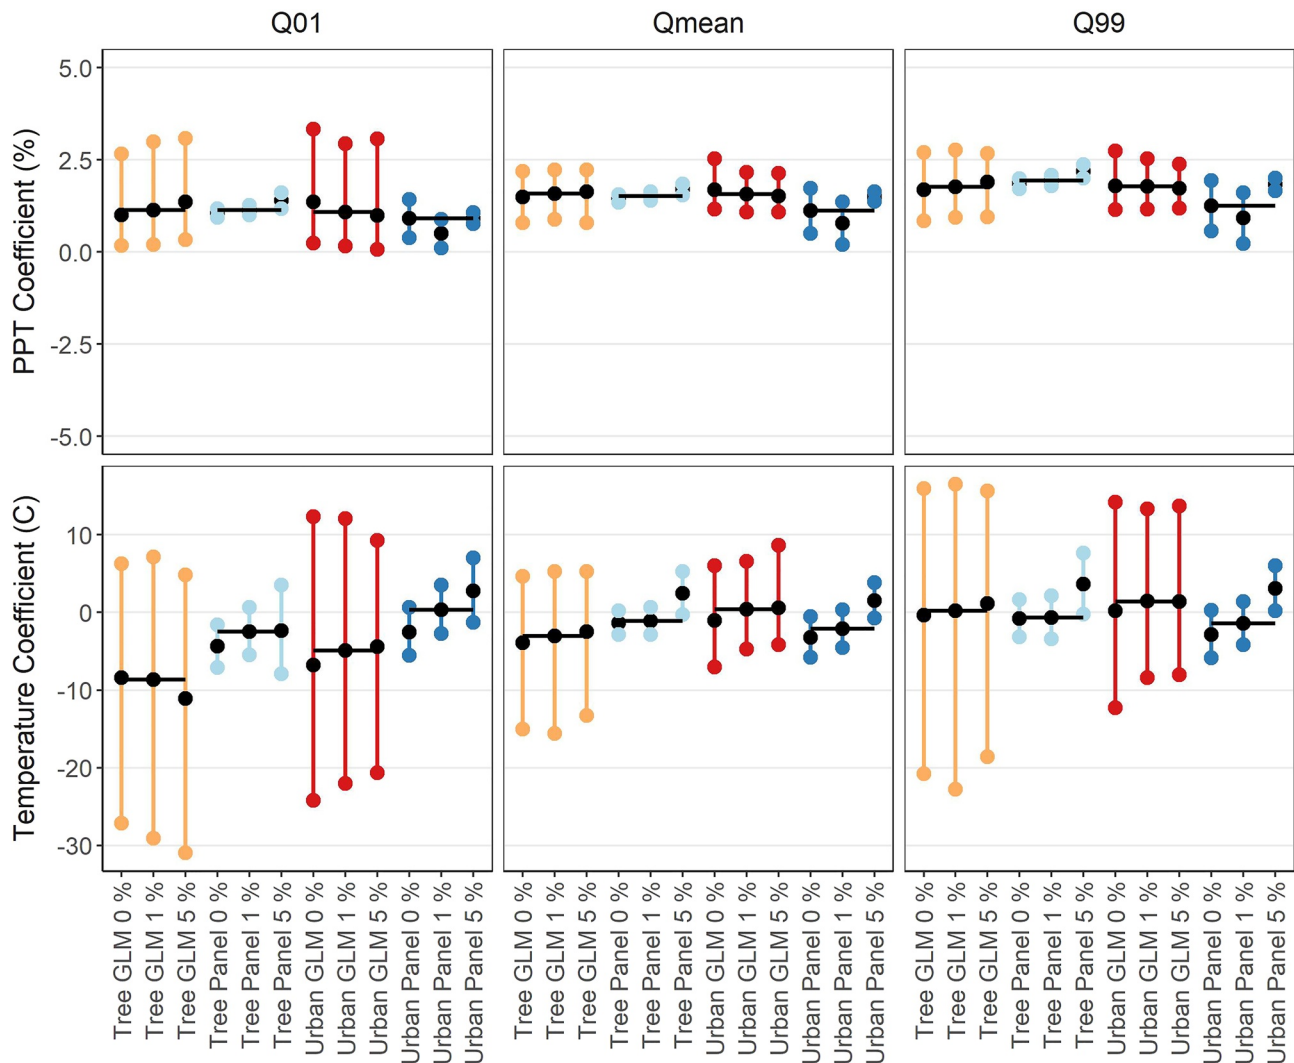 Q01 Qmean Q99
PPT Coefficient (%)
5.0
2.5
0.0
-2.5
-5.0
Temperature Coefficient (C)
10
0
-10
-20
-30
Tree GLM 0 %
Tree GLM 1 %
Tree GLM 5 %
Tree Panel 0 %
Tree Panel 1 %
Tree Panel 5 %
Urban GLM 0 %
Urban GLM 1 %
Urban GLM 5 %
Urban Panel 0 %
Urban Panel 1 %
Urban Panel 5 %
Tree GLM 0 %
Tree GLM 1 %
Tree GLM 5 %
Tree Panel 0 %
Tree Panel 1 %
Tree Panel 5 %
Urban GLM 0 %
Urban GLM 1 %
Urban GLM 5 %
Urban Panel 0 %
Urban Panel 1 %
Urban Panel 5 %
Tree GLM 0 %
Tree GLM 1 %
Tree GLM 5 %
Tree Panel 0 %
Tree Panel 1 %
Tree Panel 5 %
Urban GLM 0 %
Urban GLM 1 %
Urban GLM 5 %
Urban Panel 0 %
Urban Panel 1 %
Urban Panel 5 %